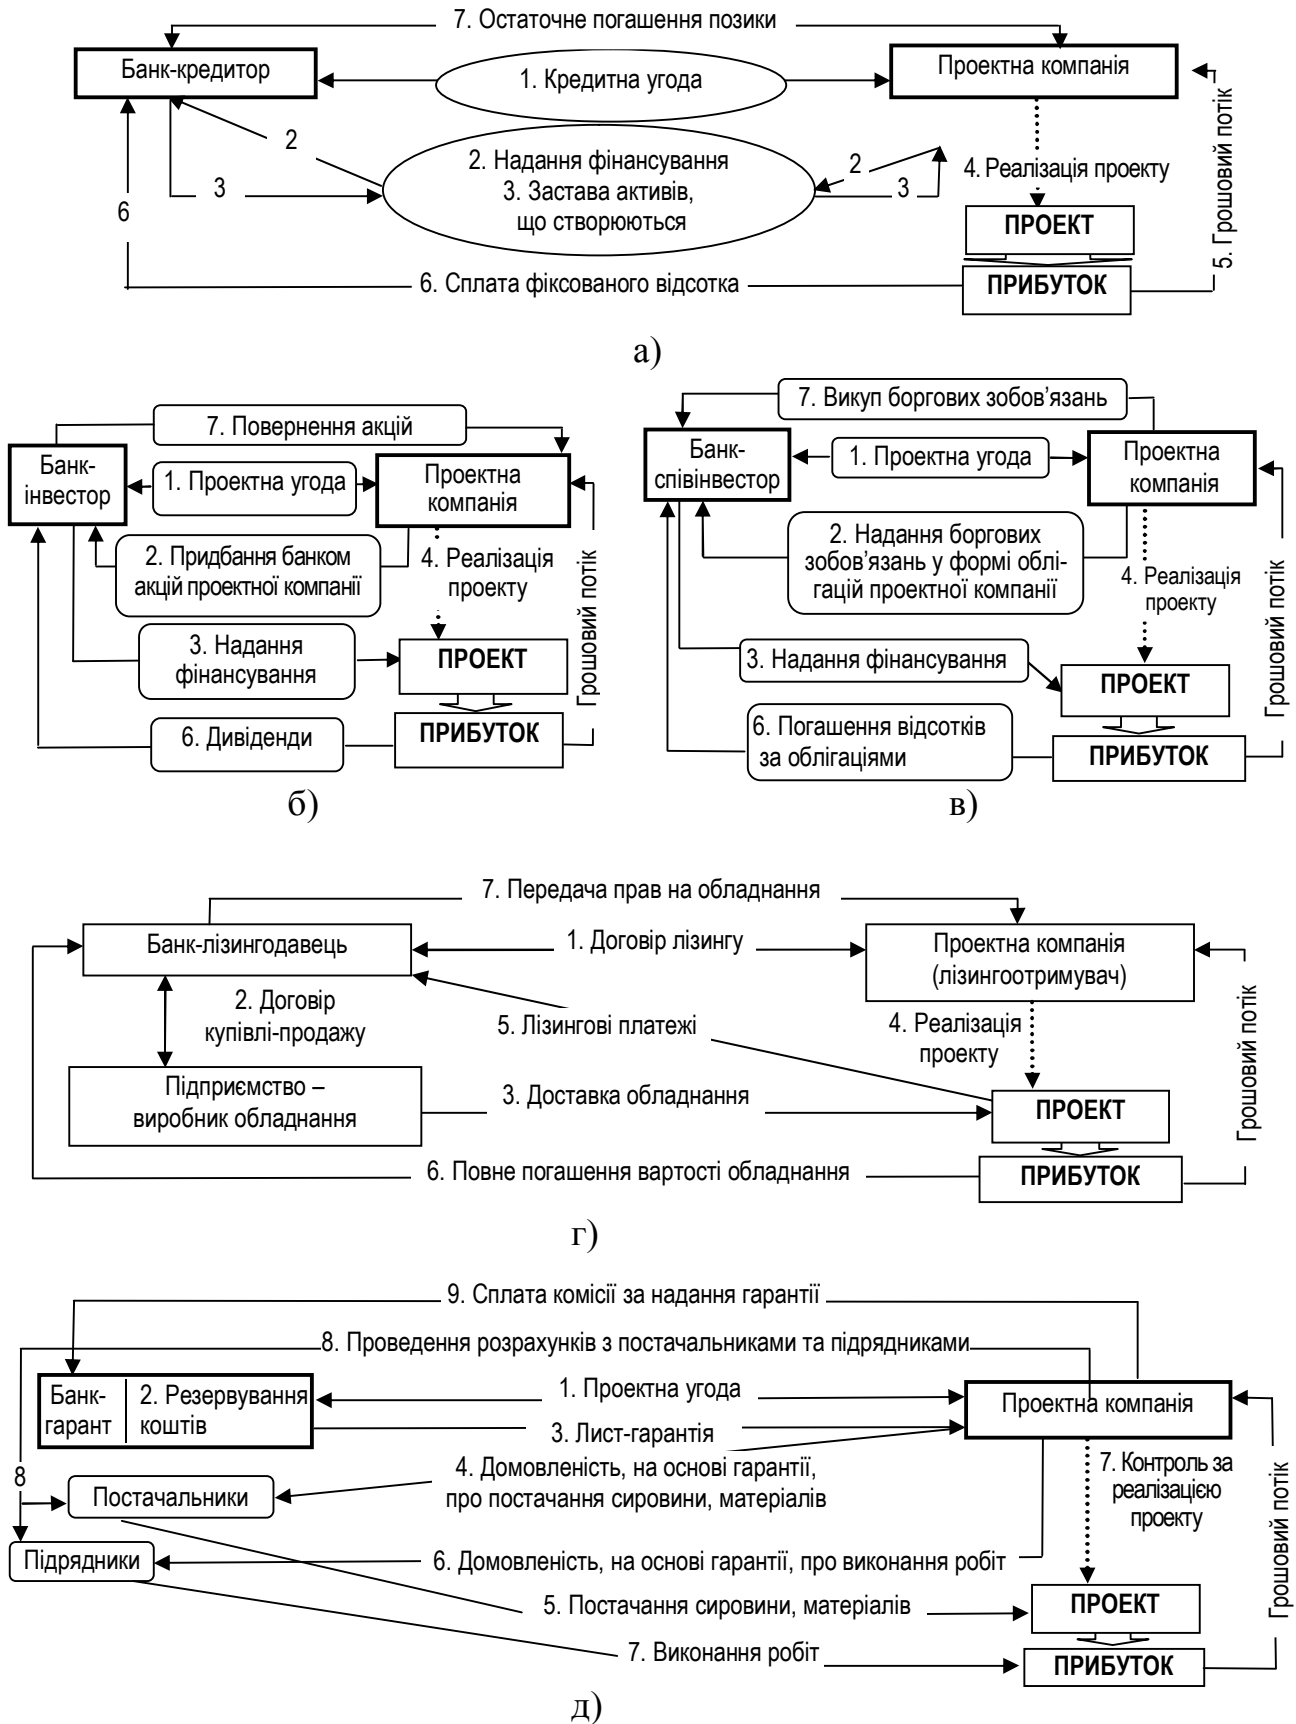 7. Остаточне погашення позики
Банк-кредитор
1. Кредитна угода
Проектна компанія
2
2. Надання фінансування
3. Застава активів,
що створюються
2
3
3
4. Реалізація проекту
5. Грошовий потік
6
ПРОЕКТ
6. Сплата фіксованого відсотка
ПРИБУТОК
а)
7. Повернення акцій
Банк-
інвестор
1. Проектна угода
Проектна
компанія
2. Придбання банком
акцій проектної компанії
4. Реалізація
проекту
Грошовий потік
3. Надання
фінансування
ПРОЕКТ
6. Дивіденди
ПРИБУТОК
б)
7. Викуп боргових зобов’язань
Банк-
співінвестор
1. Проектна угода
Проектна
компанія
2. Надання боргових
зобов’язань у формі облі-
гацій проектної компанії
4. Реалізація
проекту
Грошовий потік
3. Надання фінансування
ПРОЕКТ
6. Погашення відсотків
за облігаціями
ПРИБУТОК
в)
7. Передача прав на обладнання
Банк-лізингодавець
1. Договір лізингу
Проектна компанія
(лізингоотримувач)
2. Договір
купівлі-продажу
5. Лізингові платежі
4. Реалізація
проекту
Грошовий потік
Підприємство –
виробник обладнання
3. Доставка обладнання
ПРОЕКТ
6. Повне погашення вартості обладнання
ПРИБУТОК
г)
9. Сплата комісії за надання гарантії
8. Проведення розрахунків з постачальниками та підрядниками
Банк-
гарант
2. Резервування
коштів
1. Проектна угода
Проектна компанія
3. Лист-гарантія
8
Постачальники
4. Домовленість, на основі гарантії,
про постачання сировини, матеріалів
7. Контроль за
реалізацією
проекту
Грошовий потік
Підрядники
6. Домовленість, на основі гарантії, про виконання робіт
5. Постачання сировини, матеріалів
ПРОЕКТ
7. Виконання робіт
ПРИБУТОК
д)